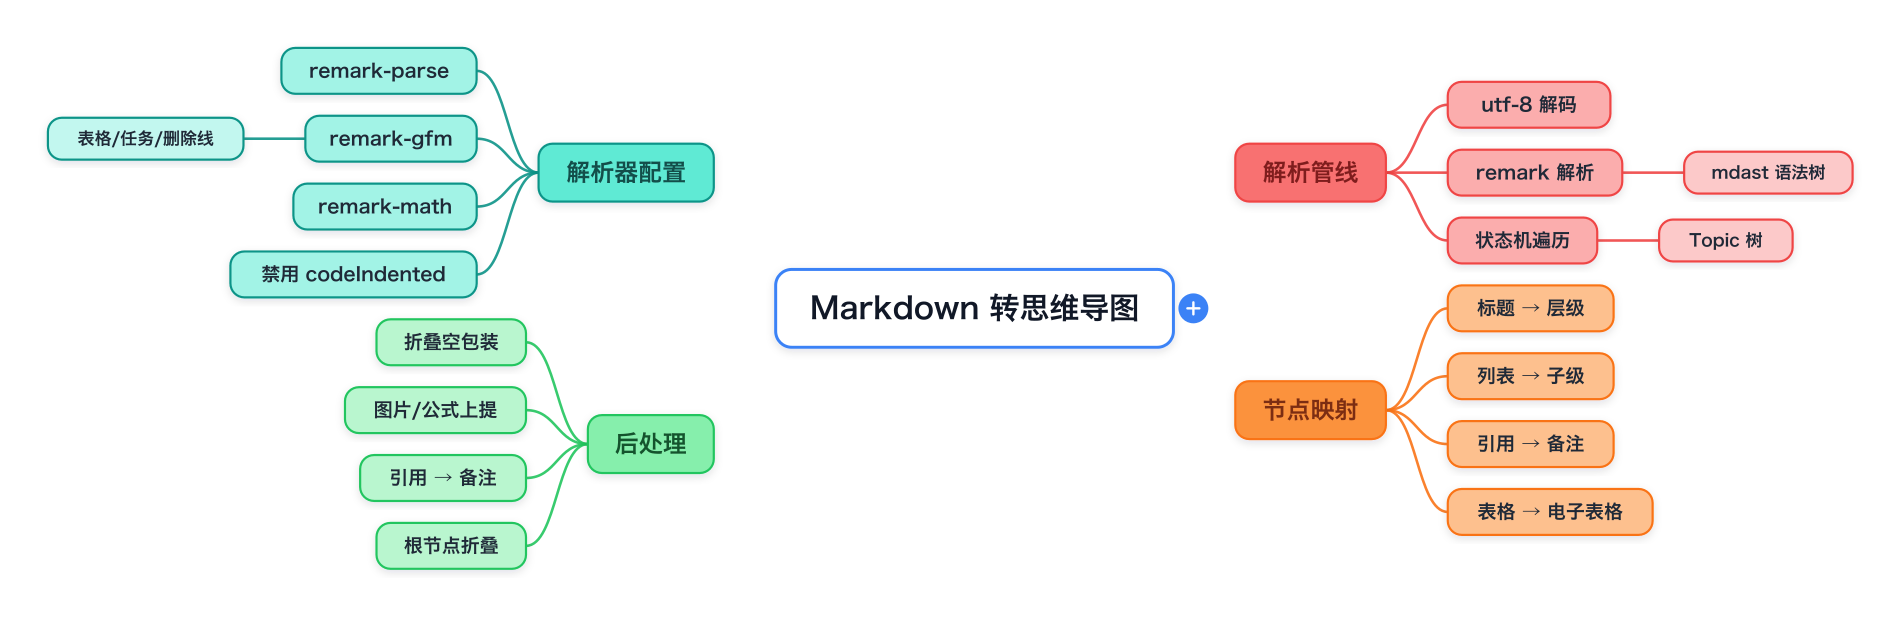 Markdown 转思维导图
解析管线
utf-8 解码
remark 解析
mdast 语法树
状态机遍历
Topic 树
节点映射
标题 → 层级
列表 → 子级
引用 → 备注
表格 → 电子表格
解析器配置
remark-parse
remark-gfm
表格/任务/删除线
remark-math
禁用 codeIndented
后处理
折叠空包装
图片/公式上提
引用 → 备注
根节点折叠